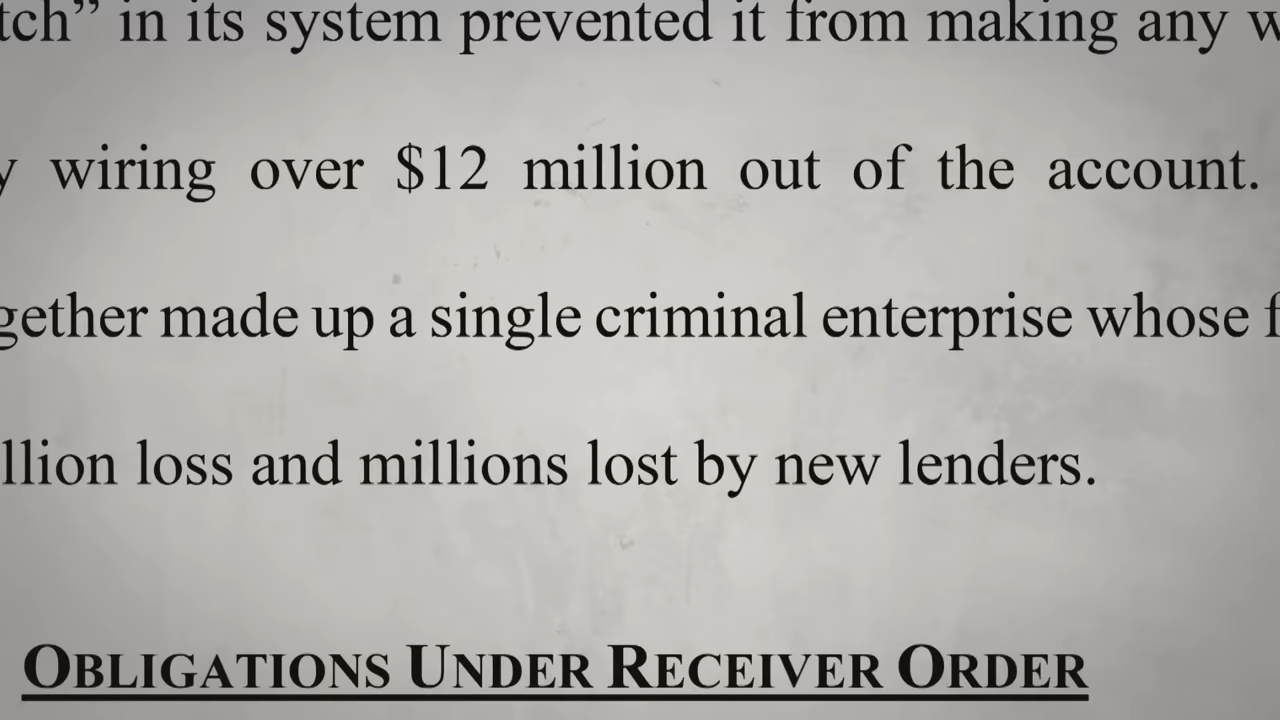 tch” in its system prevented it from making any w
y wiring over $12 million out of the account.
gether made up a single criminal enterprise whose f
llion loss and millions lost by new lenders.
OBLIGATIONS UNDER RECEIVER ORDER